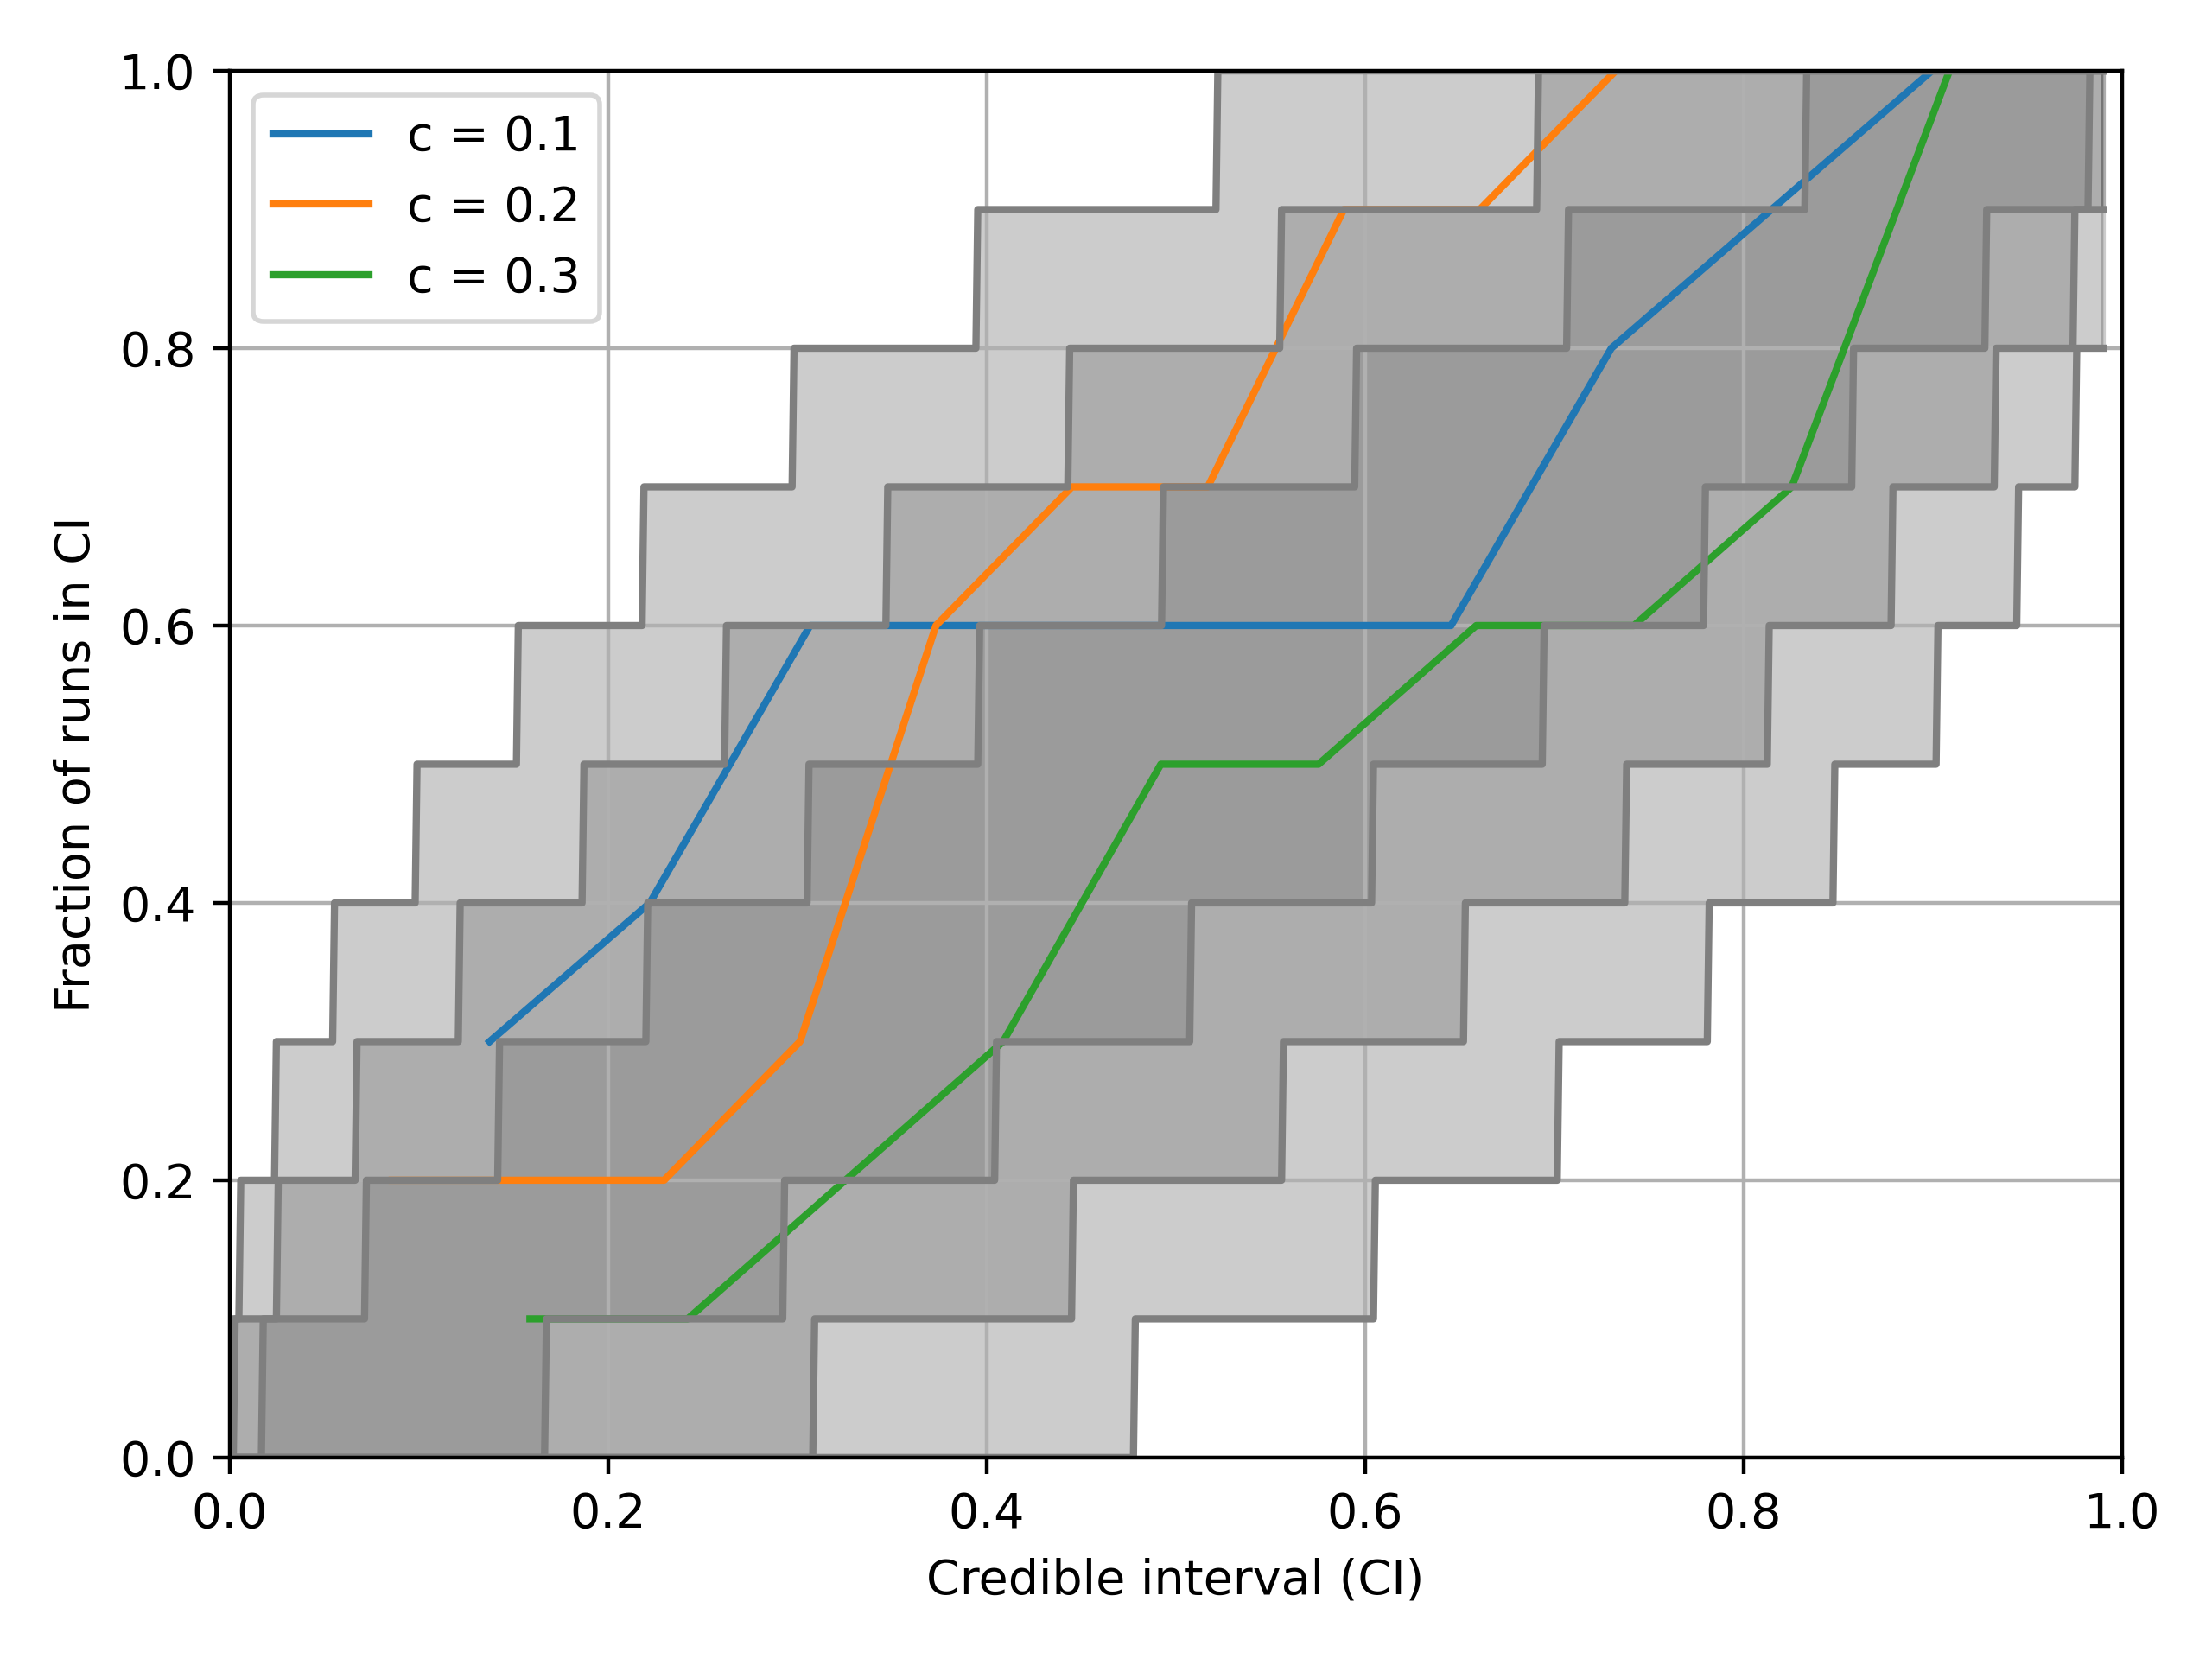 c = 0.1
c = 0.2
c = 0.3
1.0
0.8
0.6
0.4
0.2
0.0
Fraction of runs in CI
0.0 0.2 0.4 0.6 0.8 1.0
Credible interval (CI)